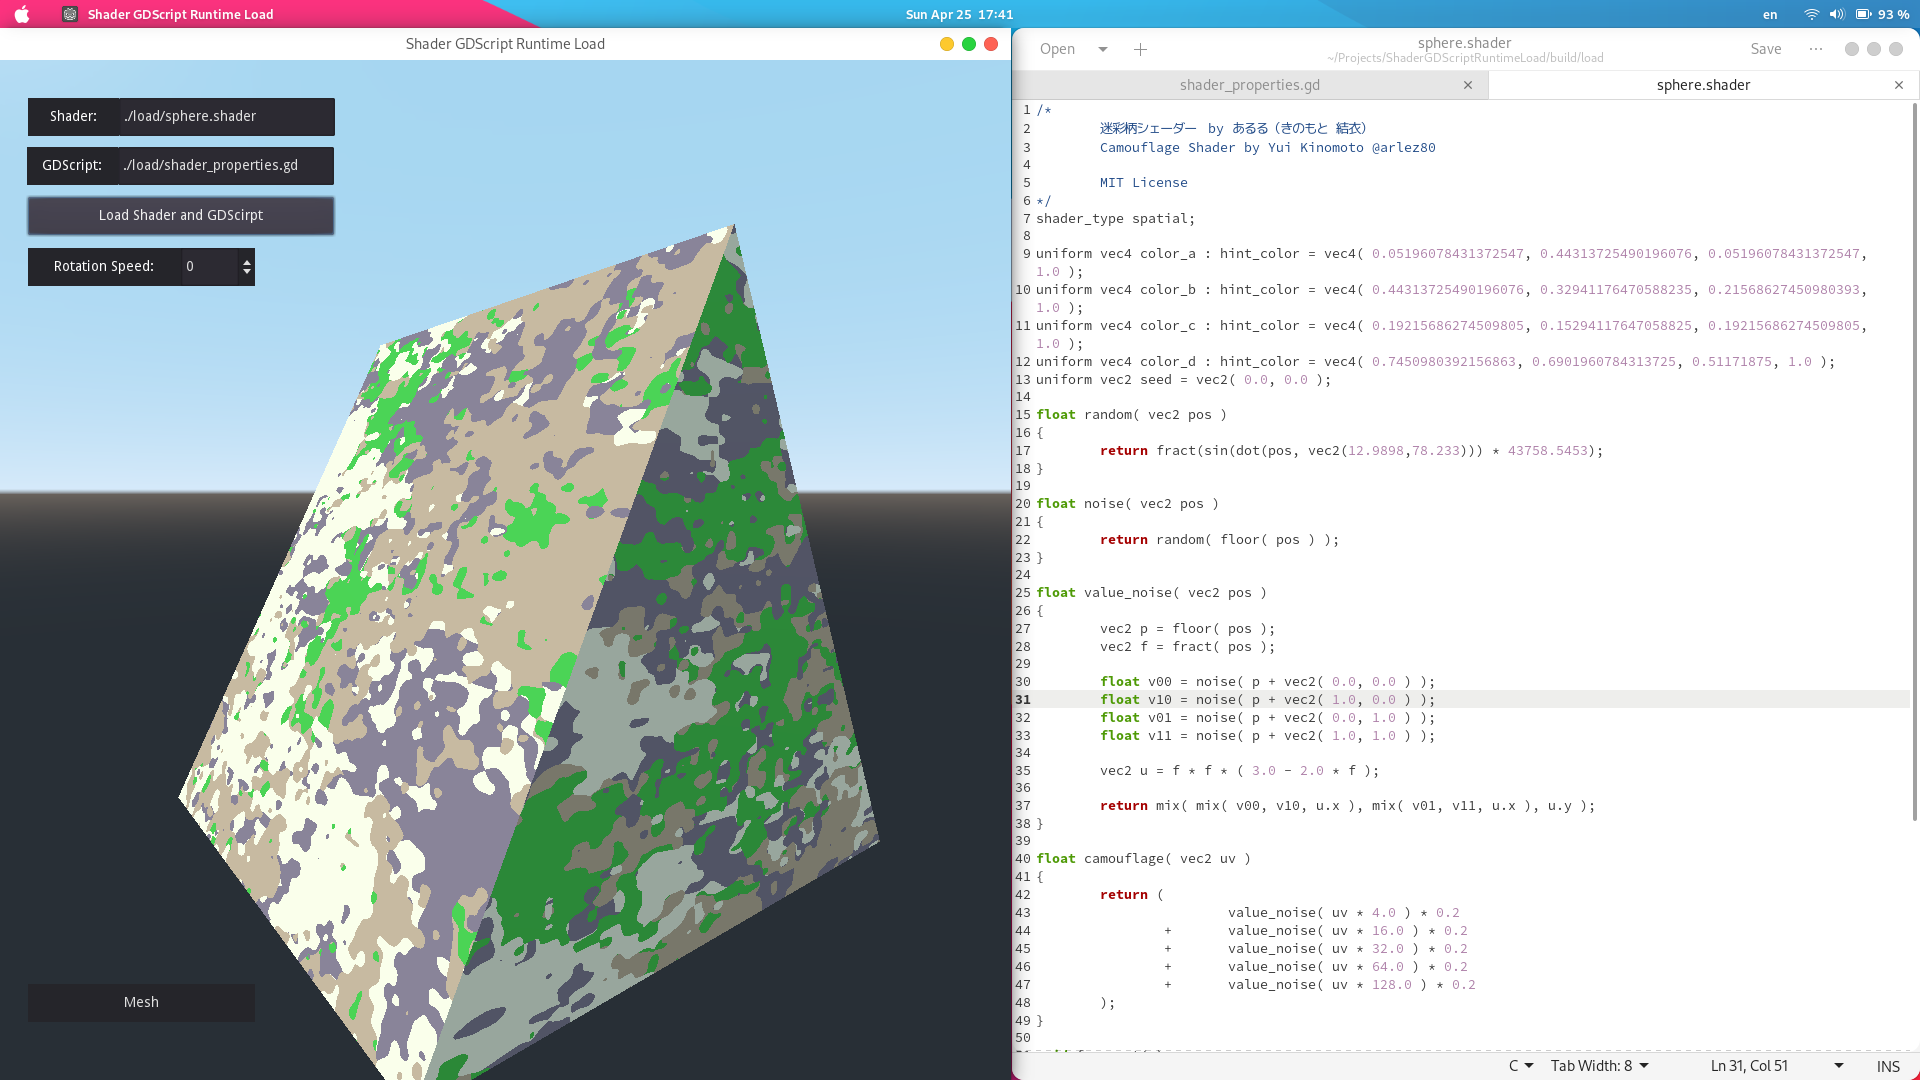 Shader GDScript Runtime Load
Sun Apr 25 17:41
en
93 %
Shader GDScript Runtime Load
Shader:
./load/sphere.shader
GDScript:
./load/shader_properties.gd
Load Shader and GDScirpt
Rotation Speed:
0
Mesh
Open
sphere.shader
~/Projects/ShaderGDScriptRuntimeLoad/build/load
Save
shader_properties.gd
sphere.shader
1 /*
2 迷彩柄シェーダー by あるる（きのもと 結衣）
3 Camouflage Shader by Yui Kinomoto @arlez80
4
5 MIT License
6 */
7 shader_type spatial;
8
9 uniform vec4 color_a : hint_color = vec4( 0.05196078431372547, 0.44313725490196076, 0.05196078431372547,
1.0 );
10 uniform vec4 color_b : hint_color = vec4( 0.44313725490196076, 0.32941176470588235, 0.21568627450980393,
1.0 );
11 uniform vec4 color_c : hint_color = vec4( 0.19215686274509805, 0.15294117647058825, 0.19215686274509805,
1.0 );
12 uniform vec4 color_d : hint_color = vec4( 0.7450980392156863, 0.6901960784313725, 0.51171875, 1.0 );
13 uniform vec2 seed = vec2( 0.0, 0.0 );
14
15 float random( vec2 pos )
16 {
17 return fract(sin(dot(pos, vec2(12.9898,78.233))) * 43758.5453);
18 }
19
20 float noise( vec2 pos )
21 {
22 return random( floor( pos ) );
23 }
24
25 float value_noise( vec2 pos )
26 {
27 vec2 p = floor( pos );
28 vec2 f = fract( pos );
29
30 float v00 = noise( p + vec2( 0.0, 0.0 ) );
31 float v10 = noise( p + vec2( 1.0, 0.0 ) );
32 float v01 = noise( p + vec2( 0.0, 1.0 ) );
33 float v11 = noise( p + vec2( 1.0, 1.0 ) );
34
35 vec2 u = f * f * ( 3.0 - 2.0 * f );
36
37 return mix( mix( v00, v10, u.x ), mix( v01, v11, u.x ), u.y );
38 }
39
40 float camouflage( vec2 uv )
41 {
42 return (
43 value_noise( uv * 4.0 ) * 0.2
44 + value_noise( uv * 16.0 ) * 0.2
45 + value_noise( uv * 32.0 ) * 0.2
46 + value_noise( uv * 64.0 ) * 0.2
47 + value_noise( uv * 128.0 ) * 0.2
48 );
49 }
50
C
Tab Width: 8
Ln 31, Col 51
INS